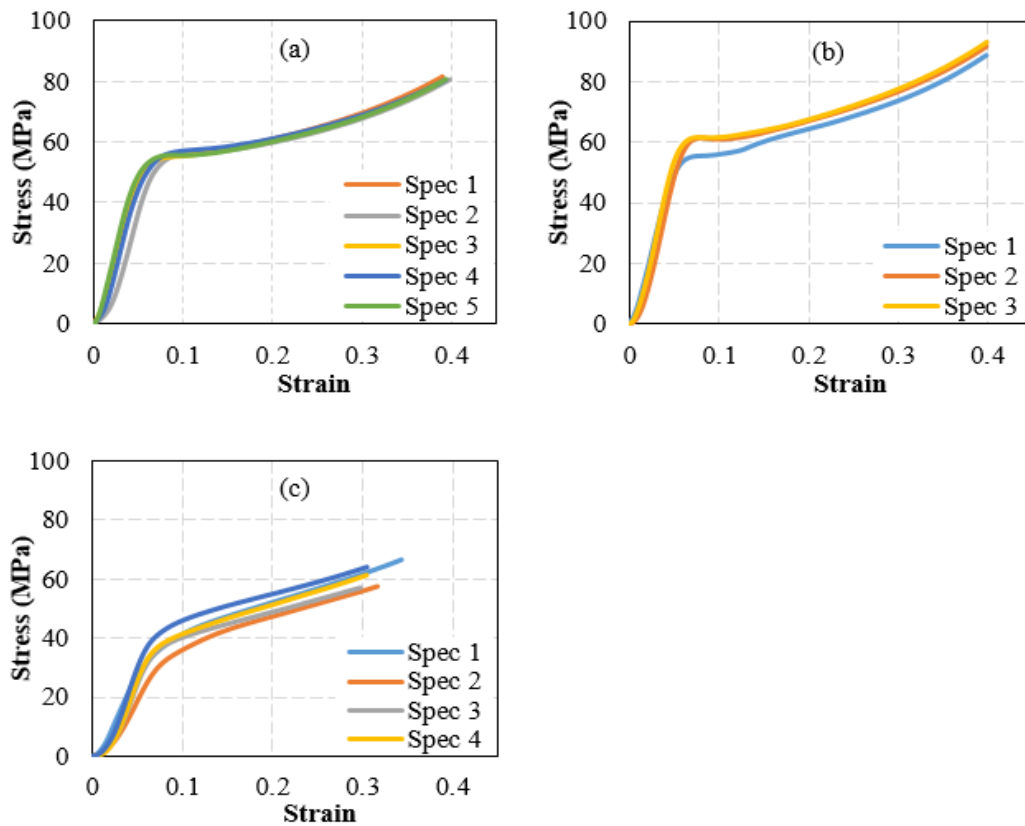 (a)
100
80
60
40
20
0
Stress (MPa)
Spec 1
Spec 2
Spec 3
Spec 4
Spec 5
0 0.1 0.2 0.3 0.4
Strain
(b)
100
80
60
40
20
0
Stress (MPa)
Spec 1
Spec 2
Spec 3
0 0.1 0.2 0.3 0.4
Strain
(c)
100
80
60
40
20
0
Stress (MPa)
Spec 1
Spec 2
Spec 3
Spec 4
0 0.1 0.2 0.3 0.4
Strain